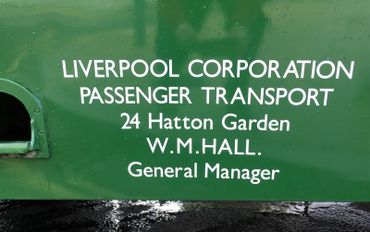 LIVERPOOL CORPORATION
PASSENGER TRANSPORT
24 Hatton Garden
W.M.HALL.
General Manager